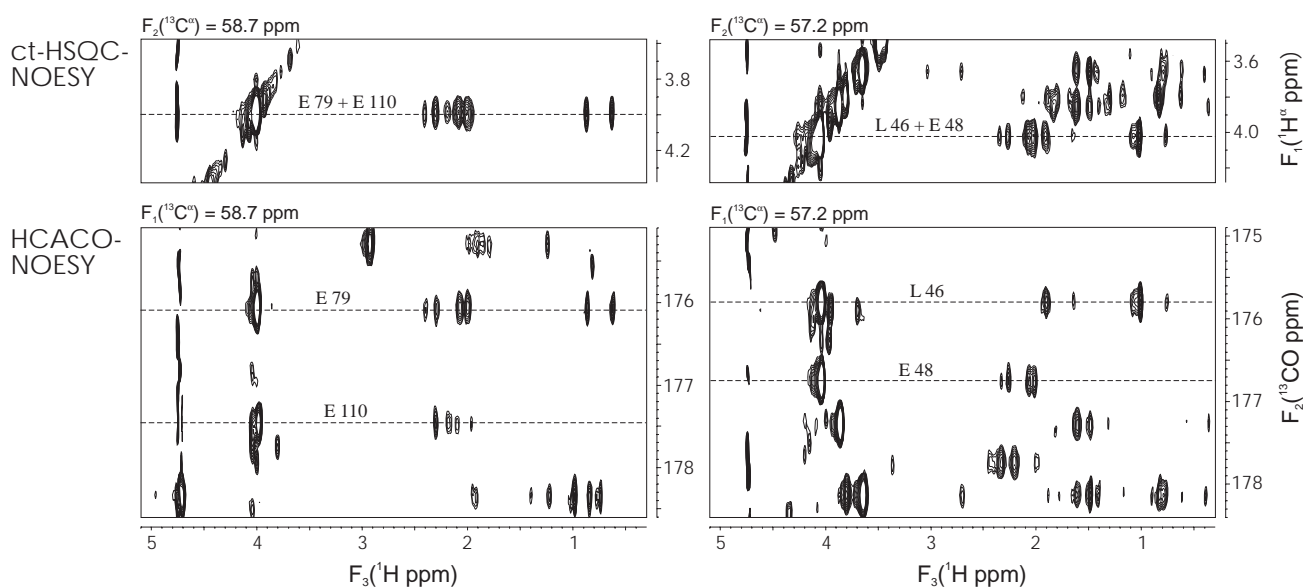 ct-HSQC-
NOESY
F2(13Cα) = 58.7 ppm
E 79 + E 110
3.8
4.2
F2(13Cα) = 57.2 ppm
L 46 + E 48
3.6
4.0
F1(1Hα ppm)
HCACO-
NOESY
F1(13Cα) = 58.7 ppm
E 79
E 110
176
177
178
5 4 3 2 1
F3(1H ppm)
F1(13Cα) = 57.2 ppm
L 46
E 48
175
176
177
178
F2(13CO ppm)
5 4 3 2 1
F3(1H ppm)